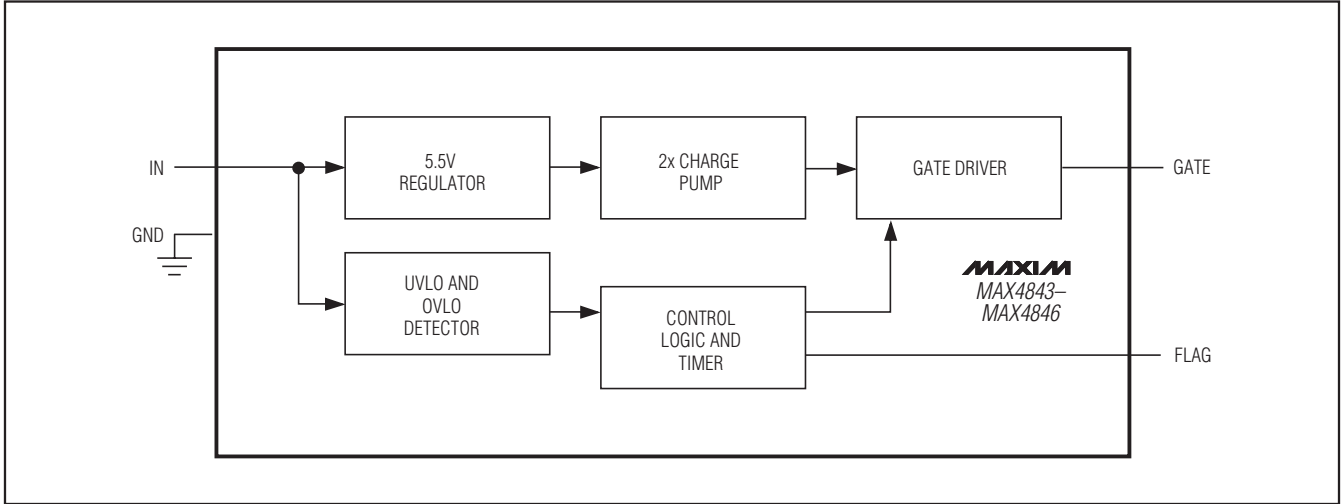 IN
GND
5.5V
REGULATOR
2x CHARGE
PUMP
GATE DRIVER
GATE
UVLO AND
OVLO
DETECTOR
CONTROL
LOGIC AND
TIMER
MAXIM
MAX4843–
MAX4846
FLAG